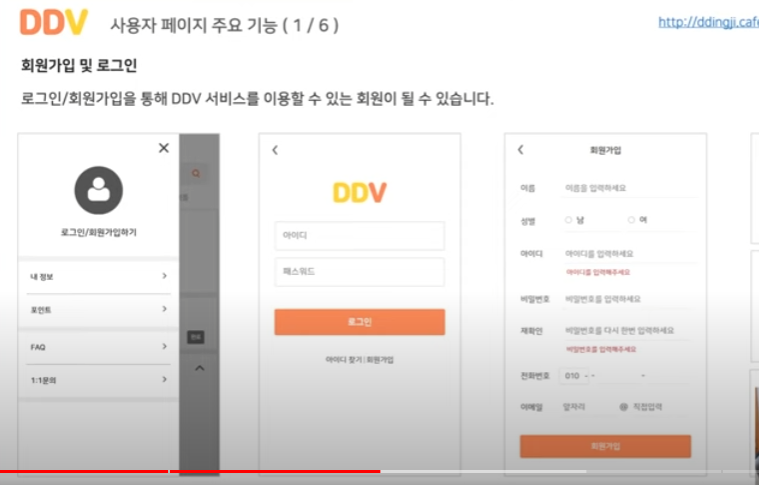 DDV 사용자 페이지 주요 기능 ( 1 / 6 )
http://ddingji.caf
회원가입 및 로그인
로그인/회원가입을 통해 DDV 서비스를 이용할 수 있는 회원이 될 수 있습니다.
로그인/회원가입하기
내 정보
포인트
FAQ
1:1문의
DDV
아이디
패스워드
로그인
아이디 찾기 | 회원가입
회원가입
이름 이름을 입력하세요
성별 남 여
아이디 아이디를 입력하세요
아이디를 입력해주세요
비밀번호 비밀번호를 입력하세요
재확인 비밀번호를 다시 한번 입력하세요
비밀번호를 입력해주세요
전화번호 010 - - -
이메일 앞자리 @ 직접입력
회원가입